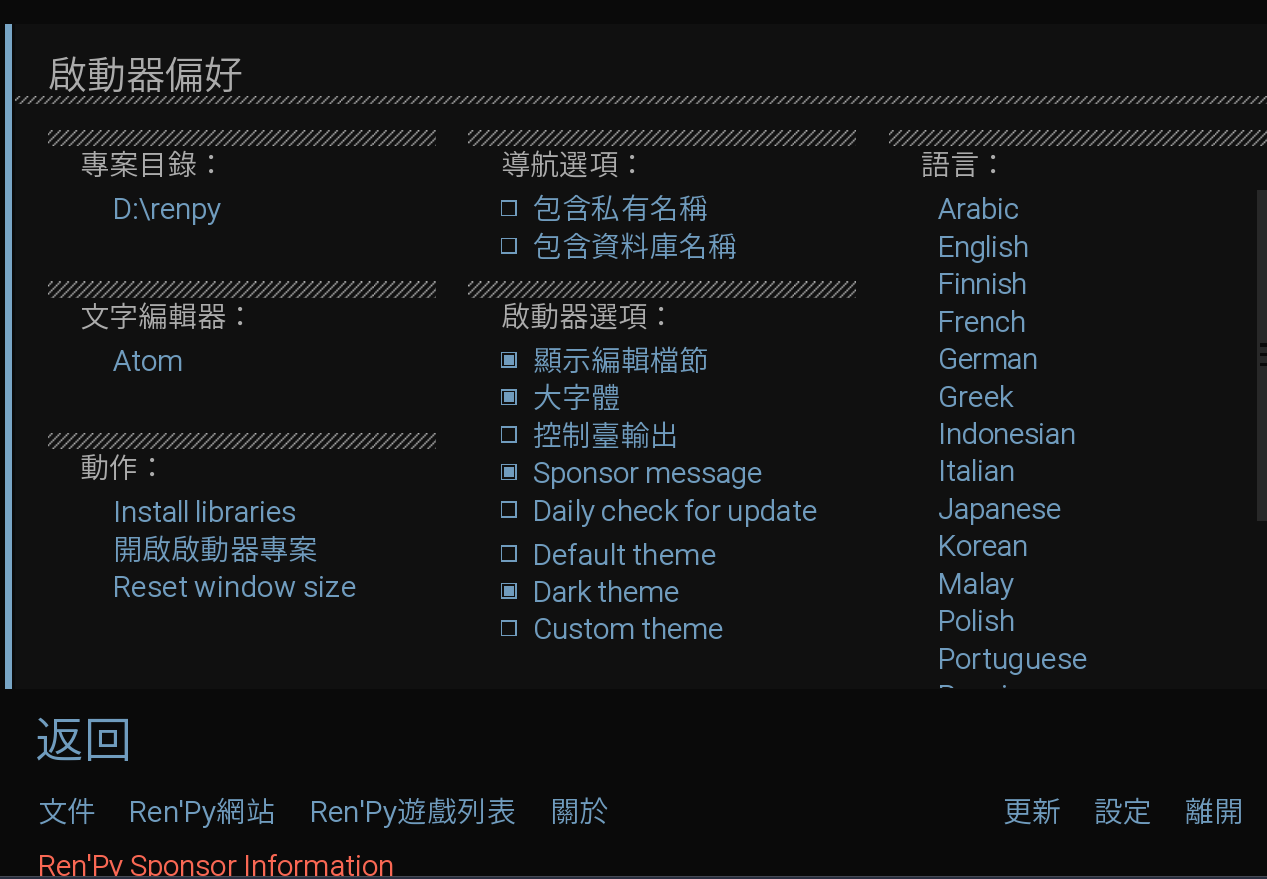 啟動器偏好
專案目錄：
D:\renpy
文字編輯器：
Atom
動作：
Install libraries
開啟啟動器專案
Reset window size
導航選項：
包含私有名稱
包含資料庫名稱
啟動器選項：
顯示編輯檔節
大字體
控制臺輸出
Sponsor message
Daily check for update
Default theme
Dark theme
Custom theme
語言：
Arabic
English
Finnish
French
German
Greek
Indonesian
Italian
Japanese
Korean
Malay
Polish
Portuguese
返回
文件 Ren'Py網站 Ren'Py遊戲列表 關於 更新 設定 離開
Ren'Py Sponsor Information